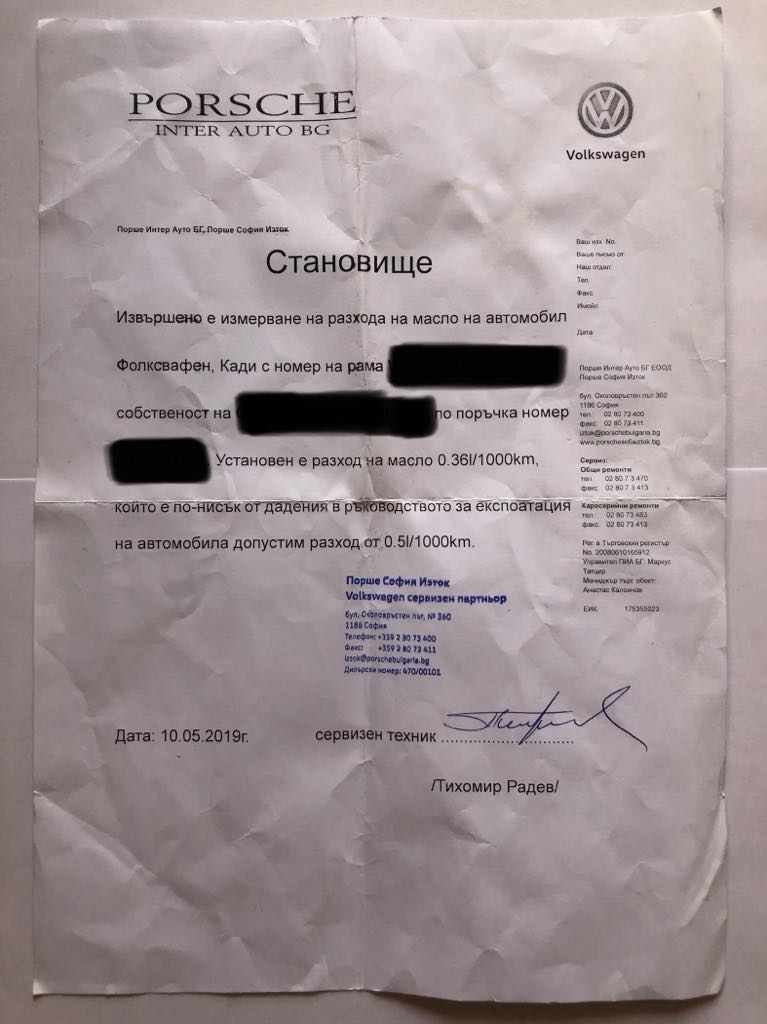 PORSCHE
INTER AUTO BG
Volkswagen
Порше Интер Ауто БГ, Порше София Изток
Становище
Извършено е измерване на разхода на масло на автомобил
Фолксвафен, Кади с номер на рама
собственост на по поръчка номер
Установен е разход на масло 0.36l/1000km,
който е по-нисък от дадения в ръководството за експоатация
на автомобила допустим разход от 0.5l/1000km.
Ваш изх. No.
Ваше писмо от:
Наш отдел:
Тел.
Факс
Имейл
Дата
Порше Интер Ауто БГ ЕООД
Порше София Изток
бул. Околовръстен път 360
1186 София
тел: 02 80 73 400
факс: 02 80 73 411
iztok@porschebulgaria.bg
www.porschesofiaiztok.bg
Сервиз:
Общи ремонти
тел. 02 80 7 3 470
факс: 02 80 7 3 413
Каросерийни ремонти
тел.: 02 80 73 483
факс: 02 80 73 413
Рег. в Търговския регистър
No. 20080610165912
Управител ПИА БГ: Маркус
Татцер
Мениджър търг. обект:
Анастас Калоянов
ЕИК: 175355023
Порше София Изток
Volkswagen сервизен партньор
бул. Околовръстен път, № 360
1186 София
Телефон: +359 2 80 73 400
Факс: +359 2 80 73 411
iztok@porschebulgaria.bg
Дилърски номер: 470/00101
Дата: 10.05.2019г.
сервизен техник ........................
/Тихомир Радев/